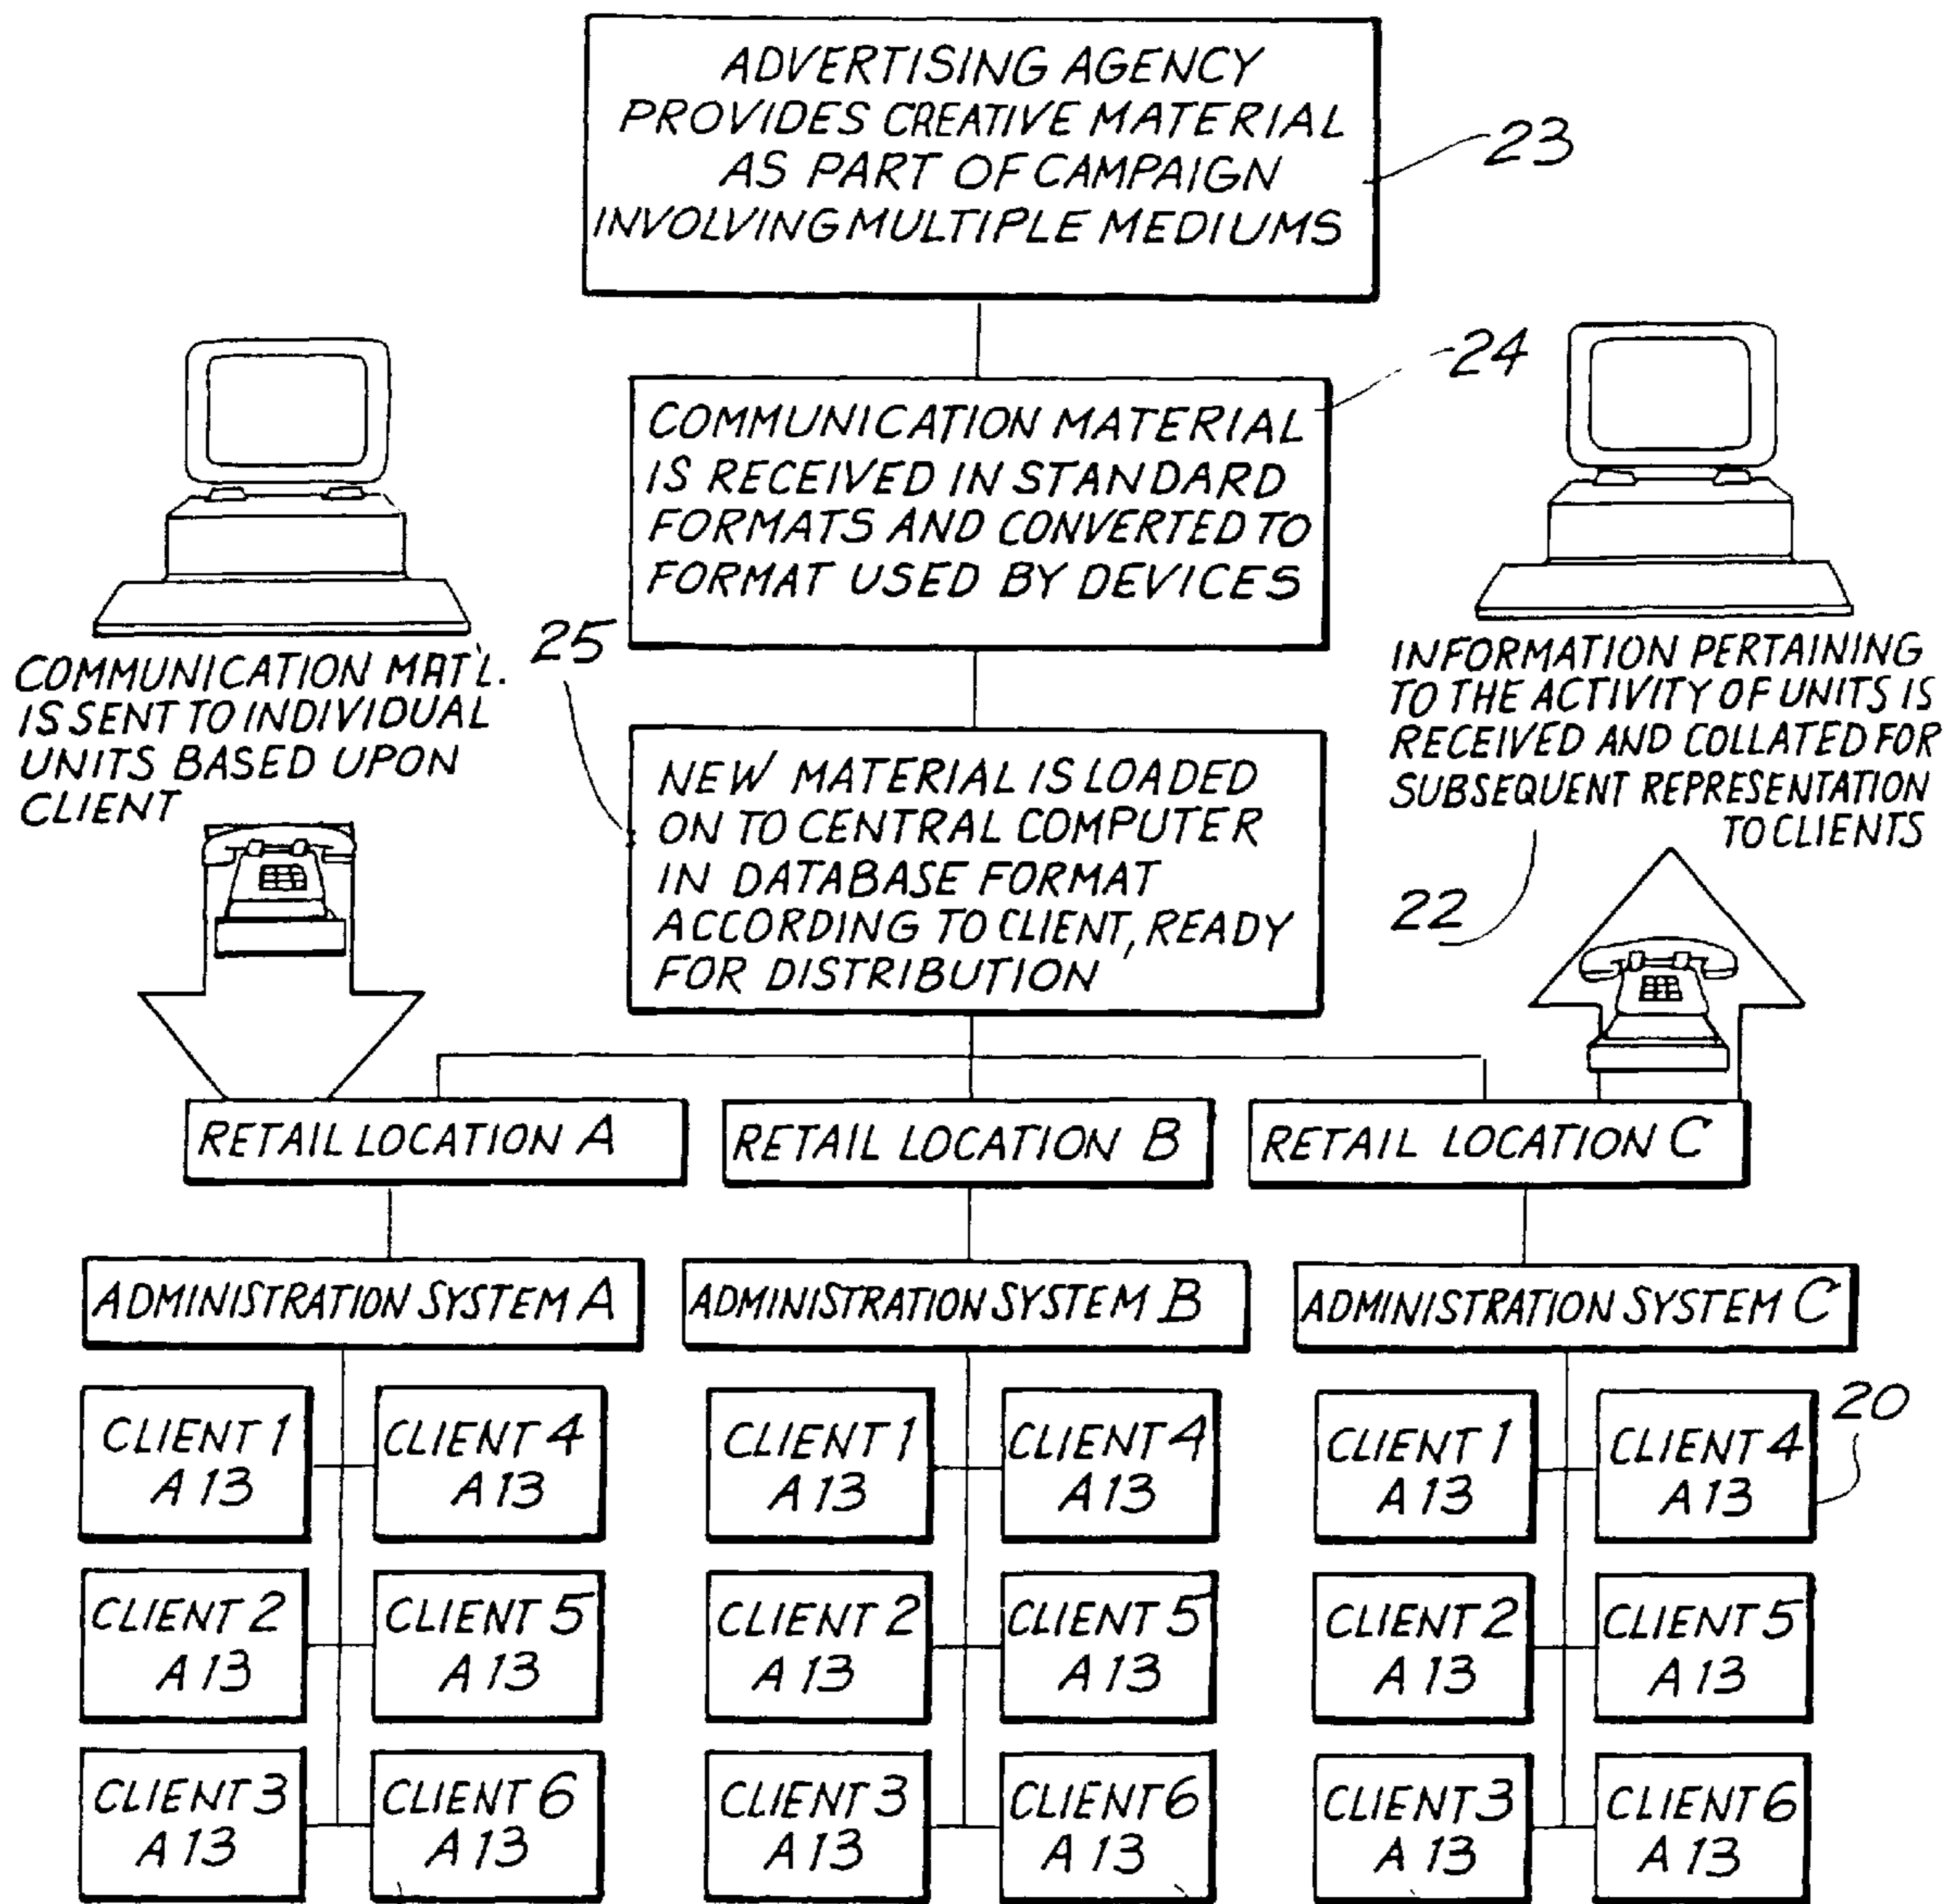 ADVERTISING AGENCY
PROVIDES CREATIVE MATERIAL
AS PART OF CAMPAIGN
INVOLVING MULTIPLE MEDIUMS
23
24
COMMUNICATION MATERIAL
IS RECEIVED IN STANDARD
FORMATS AND CONVERTED TO
FORMAT USED BY DEVICES
COMMUNICATION MAT'L.
IS SENT TO INDIVIDUAL
UNITS BASED UPON
CLIENT
25
INFORMATION PERTAINING
TO THE ACTIVITY OF UNITS IS
RECEIVED AND COLLATED FOR
SUBSEQUENT REPRESENTATION
TO CLIENTS
22
NEW MATERIAL IS LOADED
ON TO CENTRAL COMPUTER
IN DATABASE FORMAT
ACCORDING TO CLIENT, READY
FOR DISTRIBUTION
RETAIL LOCATION A
RETAIL LOCATION B
RETAIL LOCATION C
ADMINISTRATION SYSTEM A
ADMINISTRATION SYSTEM B
ADMINISTRATION SYSTEM C
CLIENT 1
A 13
CLIENT 4
A 13
CLIENT 1
A 13
CLIENT 4
A 13
CLIENT 1
A 13
CLIENT 4
A 13
20
CLIENT 2
A 13
CLIENT 5
A 13
CLIENT 2
A 13
CLIENT 5
A 13
CLIENT 2
A 13
CLIENT 5
A 13
CLIENT 3
A 13
CLIENT 6
A 13
CLIENT 3
A 13
CLIENT 6
A 13
CLIENT 3
A 13
CLIENT 6
A 13